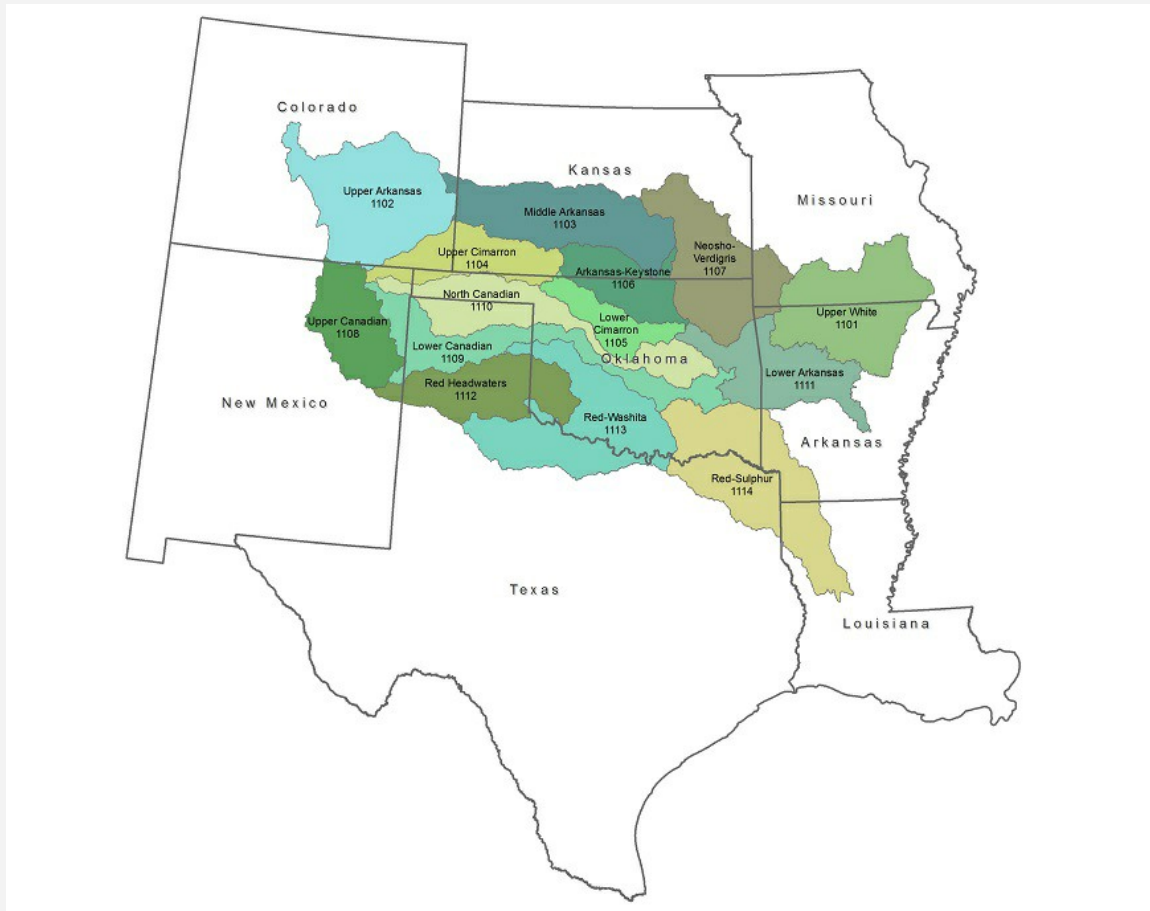 Colorado
Kansas
Missouri
Upper Arkansas
1102
Middle Arkansas
1103
Neosho-
Verdigris
1107
Upper Cimarron
1104
Arkansas-Keystone
1106
North Canadian
1110
Upper Canadian
1108
Lower
Cimarron
1105
Upper White
1101
Lower Canadian
1109
Oklahoma
Lower Arkansas
1111
Red Headwaters
1112
New Mexico
Red-Washita
1113
Arkansas
Red-Sulphur
1114
Texas
Louisiana